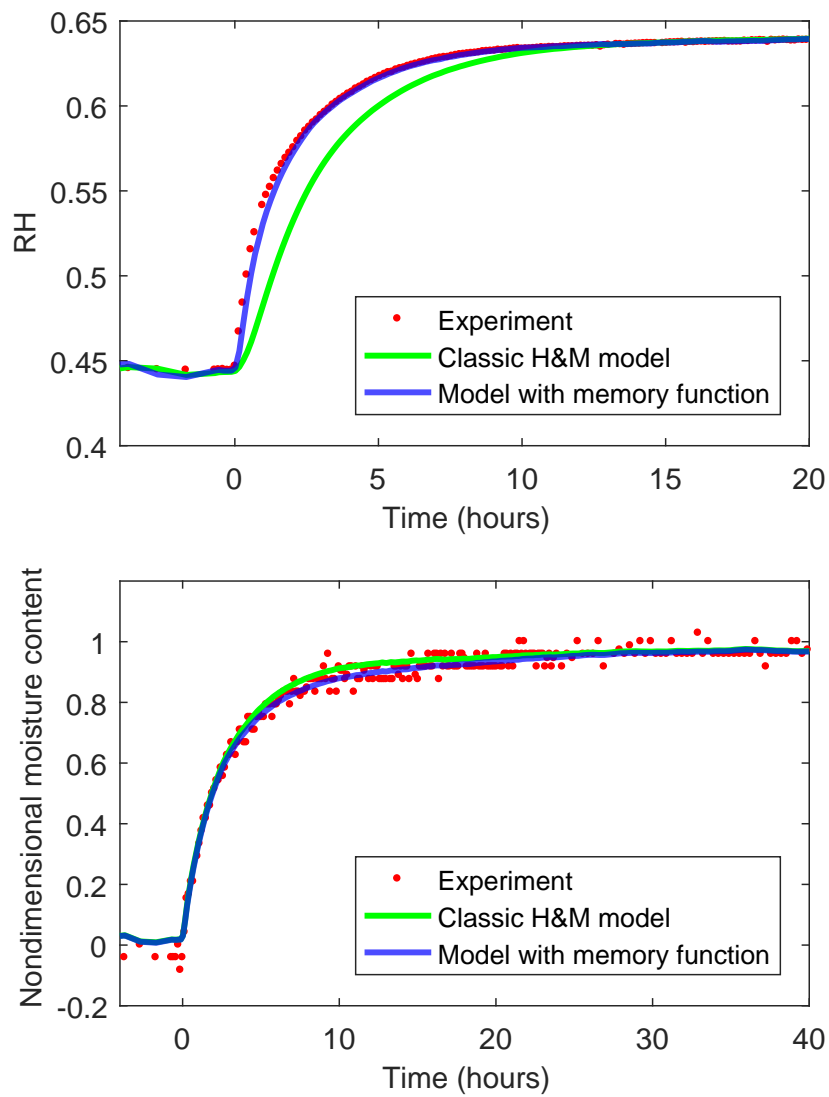 0.65
0.6
0.55
0.5
0.45
0.4
RH
Experiment
Classic H&M model
Model with memory function
0
5
10
15
20
Time (hours)
1
0.8
0.6
0.4
0.2
0
-0.2
Nondimensional moisture content
Experiment
Classic H&M model
Model with memory function
0
10
20
30
40
Time (hours)